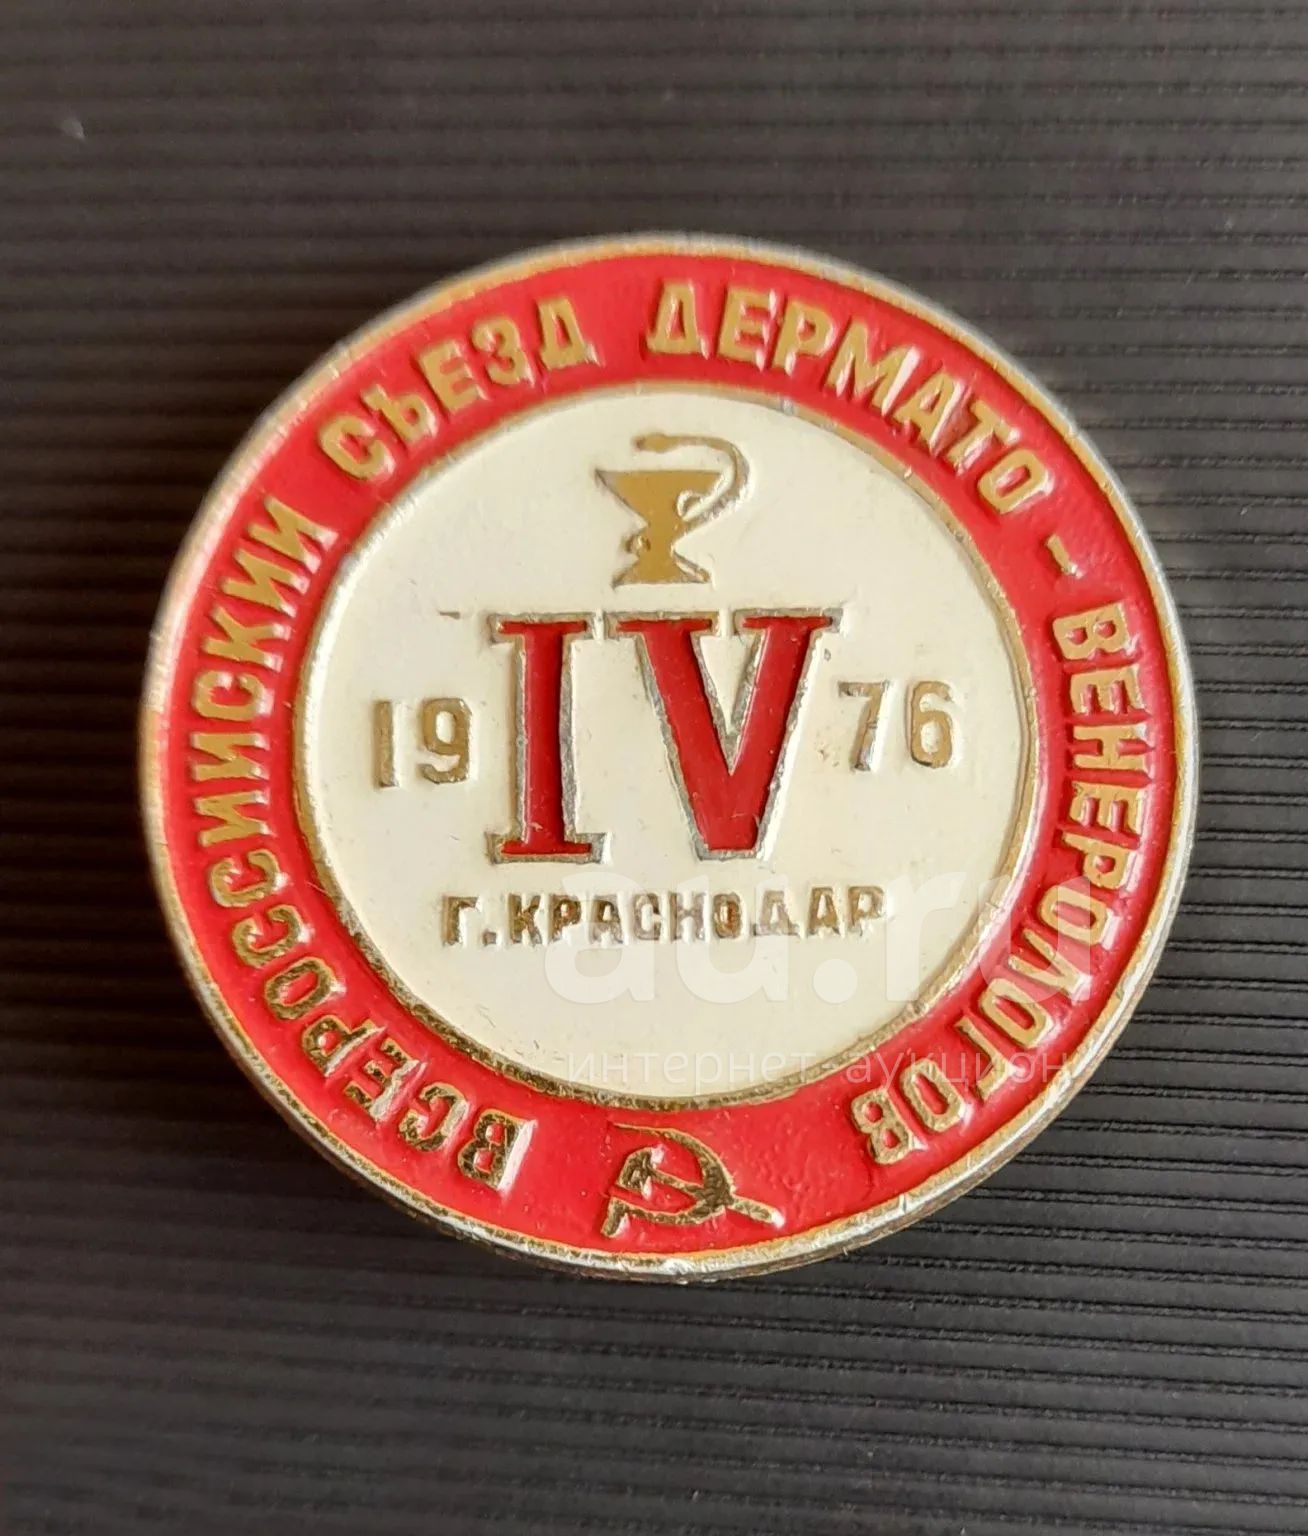 ВСЕРОССИЙСКИЙ СЪЕЗД ДЕРМАТО-ВЕНЕРОЛОГОВ
19 IV 76
Г. КРАСНОДАР
au.ru
интернет-аукцион